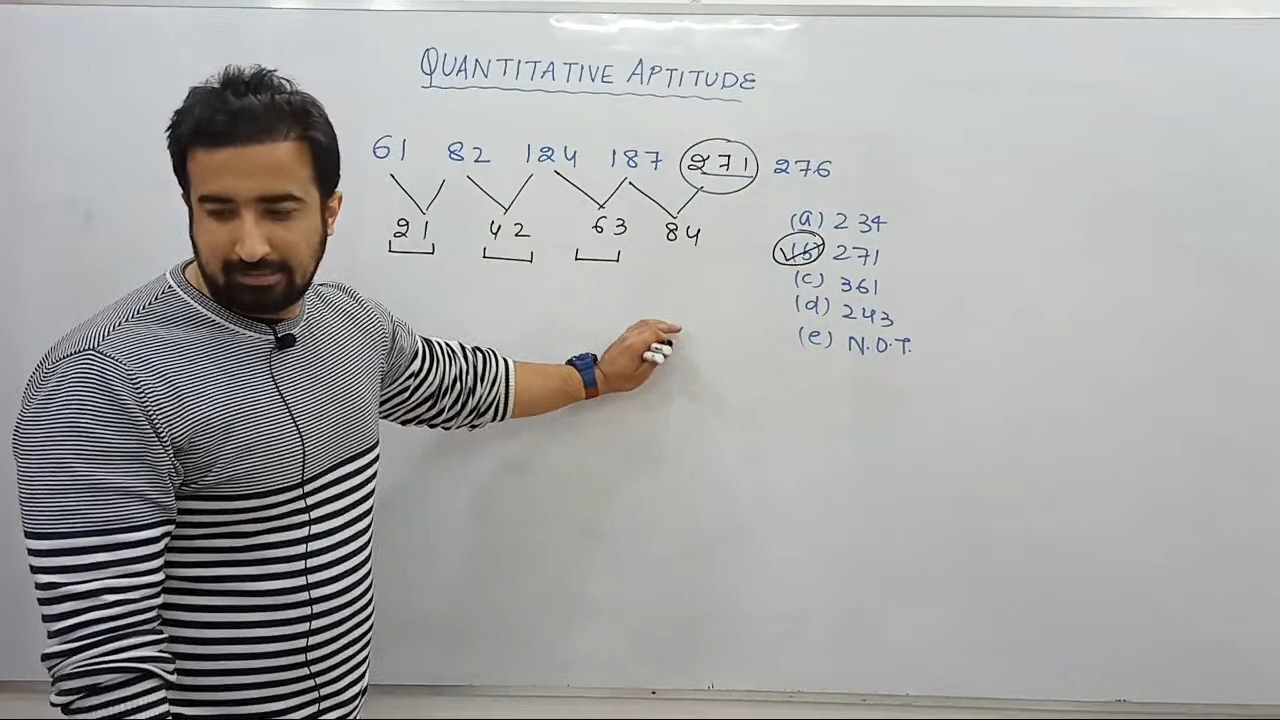 QUANTITATIVE APTITUDE
61 82 124 187 271 276
21 42 63 84
(a) 234
(b) 271
(c) 361
(d) 243
(e) N.O.T.